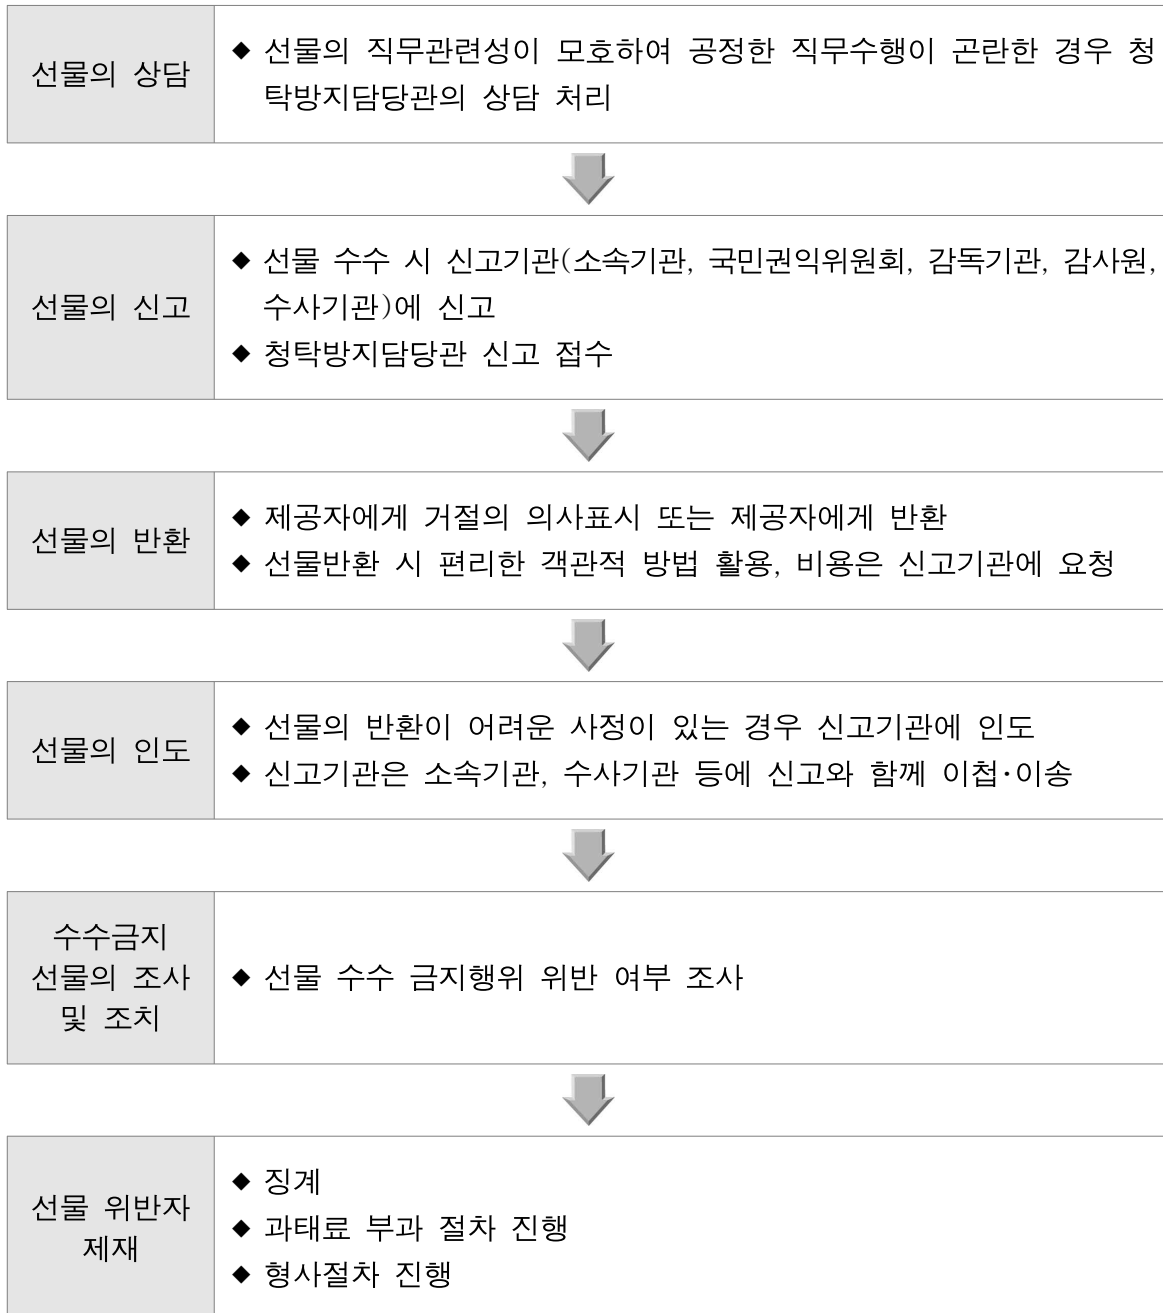 선물의 상담
◆ 선물의 직무관련성이 모호하여 공정한 직무수행이 곤란한 경우 청
탁방지담당관의 상담 처리
선물의 신고
◆ 선물 수수 시 신고기관(소속기관, 국민권익위원회, 감독기관, 감사원,
수사기관)에 신고
◆ 청탁방지담당관 신고 접수
선물의 반환
◆ 제공자에게 거절의 의사표시 또는 제공자에게 반환
◆ 선물반환 시 편리한 객관적 방법 활용, 비용은 신고기관에 요청
선물의 인도
◆ 선물의 반환이 어려운 사정이 있는 경우 신고기관에 인도
◆ 신고기관은 소속기관, 수사기관 등에 신고와 함께 이첩·이송
수수금지
선물의 조사
및 조치
◆ 선물 수수 금지행위 위반 여부 조사
선물 위반자
제재
◆ 징계
◆ 과태료 부과 절차 진행
◆ 형사절차 진행